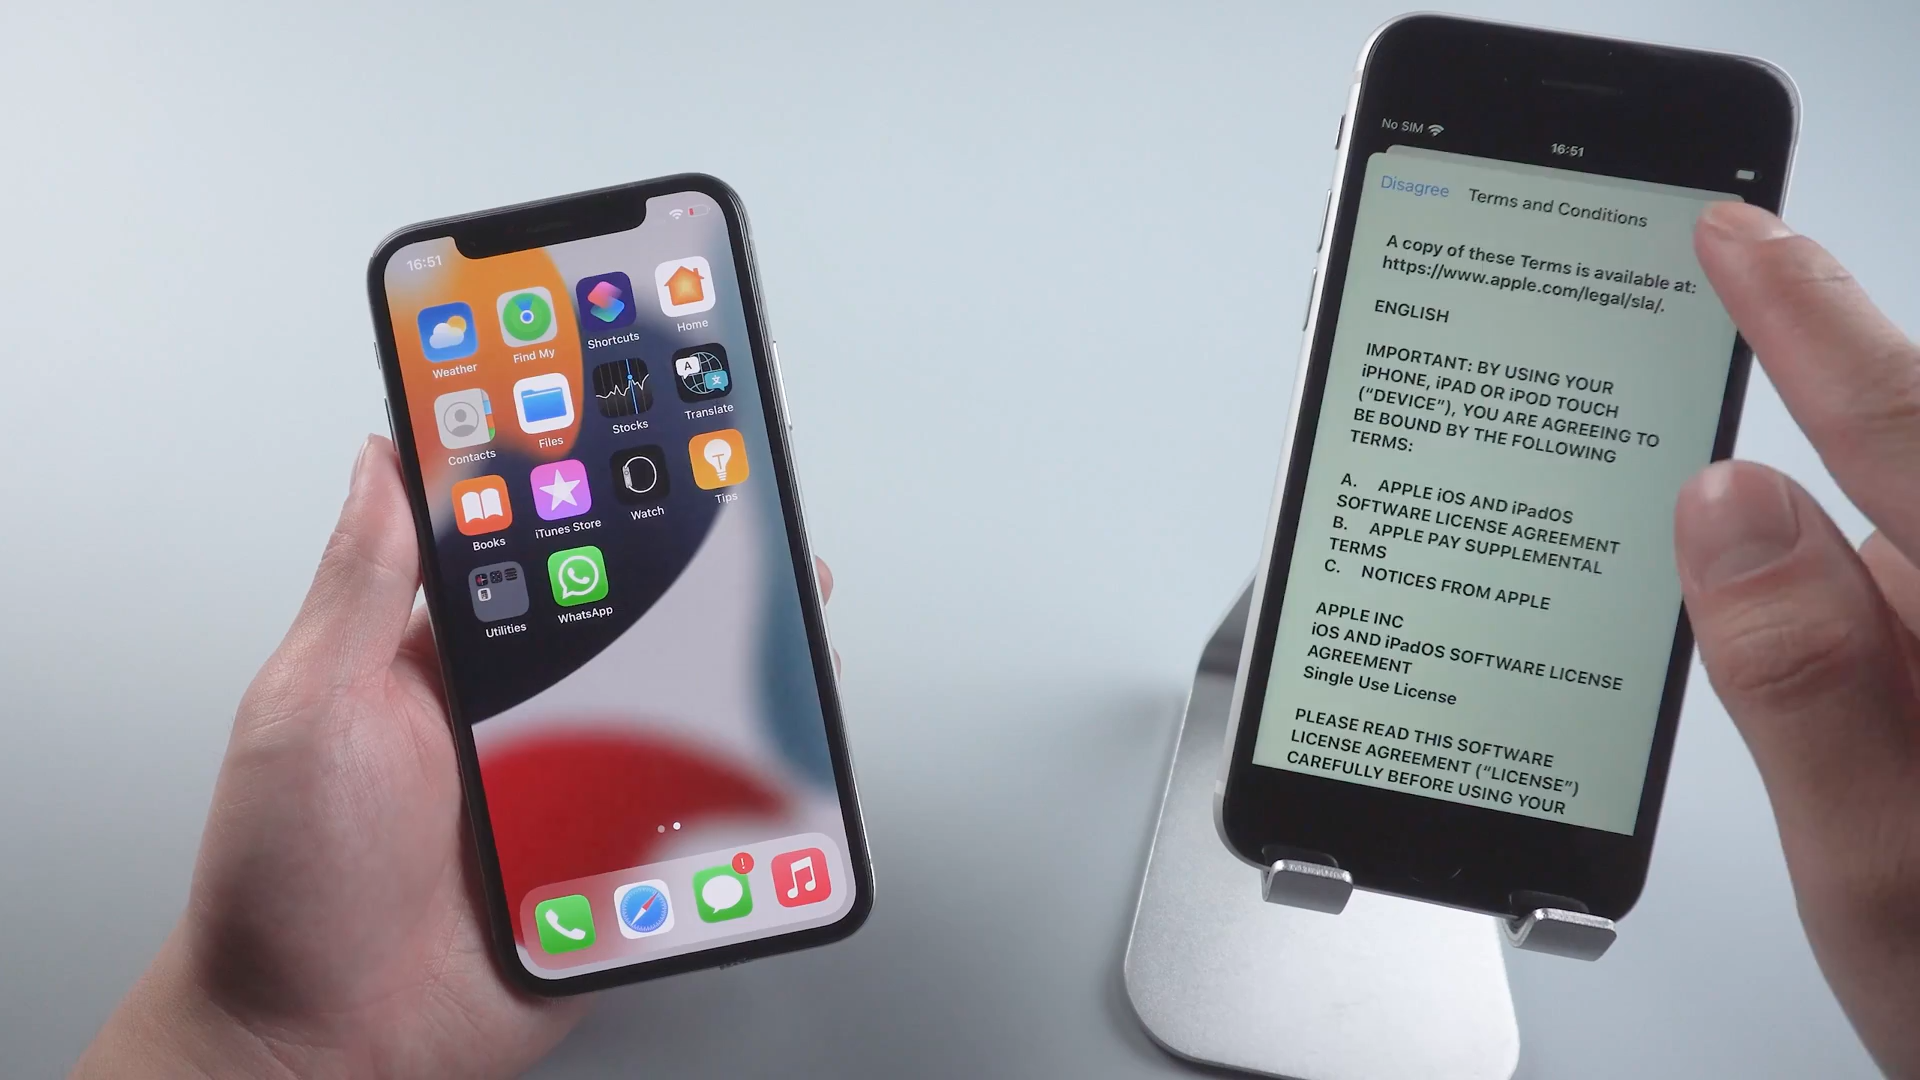 16:51
Weather
Find My
Shortcuts
Home
Contacts
Files
Stocks
A
文
Translate
Books
iTunes Store
Watch
Tips
Utilities
WhatsApp
!
No SIM
16:51
Disagree
Terms and Conditions
A copy of these Terms is available at:
https://www.apple.com/legal/sla/.
ENGLISH
IMPORTANT: BY USING YOUR
iPHONE, iPAD OR iPOD TOUCH
(“DEVICE”), YOU ARE AGREEING TO
BE BOUND BY THE FOLLOWING
TERMS:
A. APPLE iOS AND iPadOS
SOFTWARE LICENSE AGREEMENT
B. APPLE PAY SUPPLEMENTAL
TERMS
C. NOTICES FROM APPLE
APPLE INC
iOS AND iPadOS SOFTWARE LICENSE
AGREEMENT
Single Use License
PLEASE READ THIS SOFTWARE
LICENSE AGREEMENT (“LICENSE”)
CAREFULLY BEFORE USING YOUR